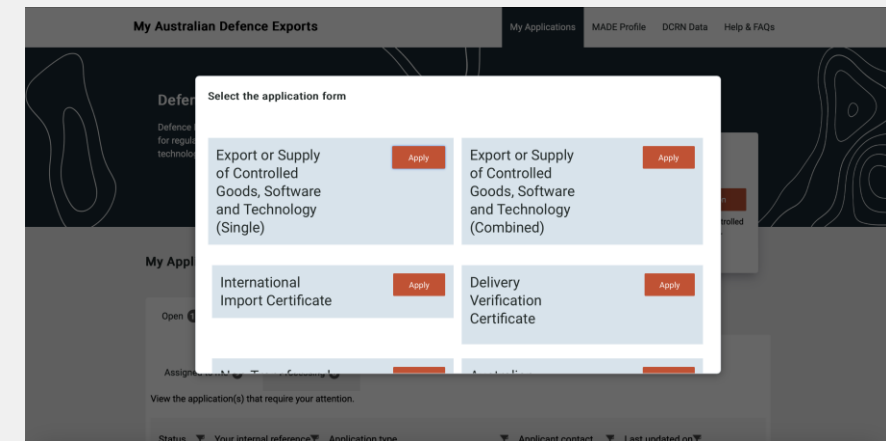 My Australian Defence Exports
My Applications MADE Profile DCRN Data Help & FAQs
Select the application form
Export or Supply
of Controlled
Goods, Software
and Technology
(Single)
Apply
Export or Supply
of Controlled
Goods, Software
and Technology
(Combined)
Apply
International
Import Certificate
Apply
Delivery
Verification
Certificate
Apply
My Appl
Open
View the application(s) that require your attention.
Status Your internal reference Application type Applicant contact Last updated on